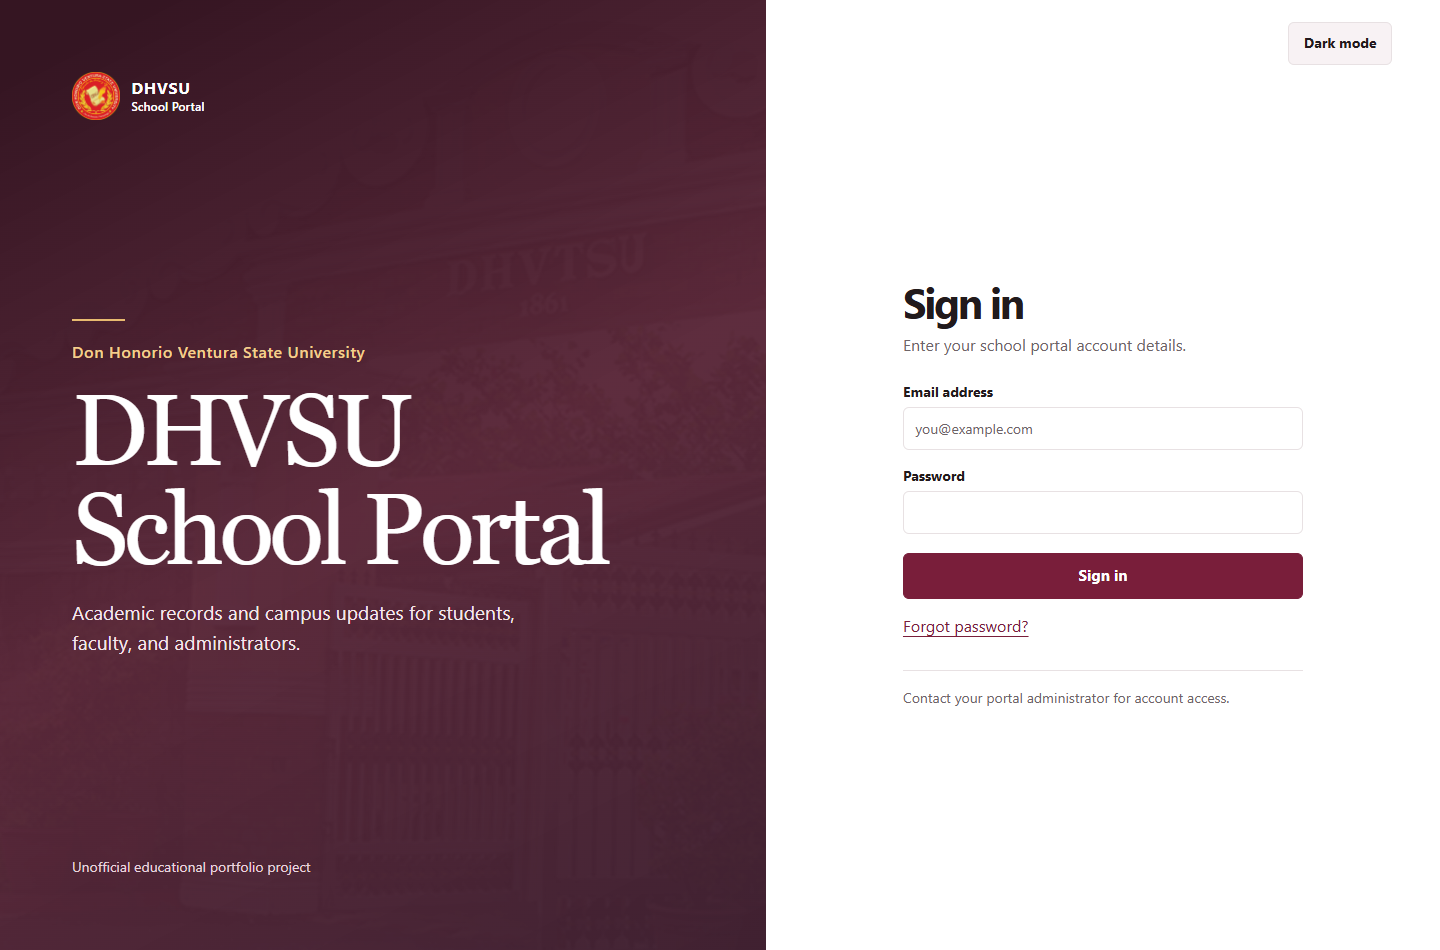 DHVSU
School Portal
Don Honorio Ventura State University
DHVSU
School Portal
Academic records and campus updates for students,
faculty, and administrators.
Unofficial educational portfolio project
DHVTSU
1861
Dark mode
Sign in
Enter your school portal account details.
Email address
you@example.com
Password
Sign in
Forgot password?
Contact your portal administrator for account access.